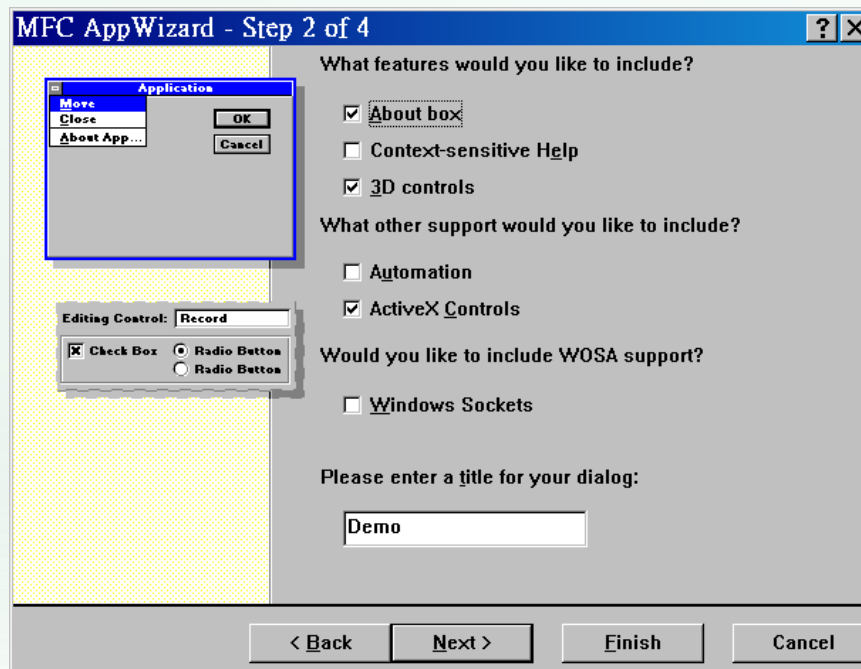 MFC AppWizard - Step 2 of 4
Application
Move
Close
About App...
OK
Cancel
Editing Control: Record
Check Box
Radio Button
Radio Button
What features would you like to include?
About box
Context-sensitive Help
3D controls
What other support would you like to include?
Automation
ActiveX Controls
Would you like to include WOSA support?
Windows Sockets
Please enter a title for your dialog:
Demo
< Back
Next >
Finish
Cancel